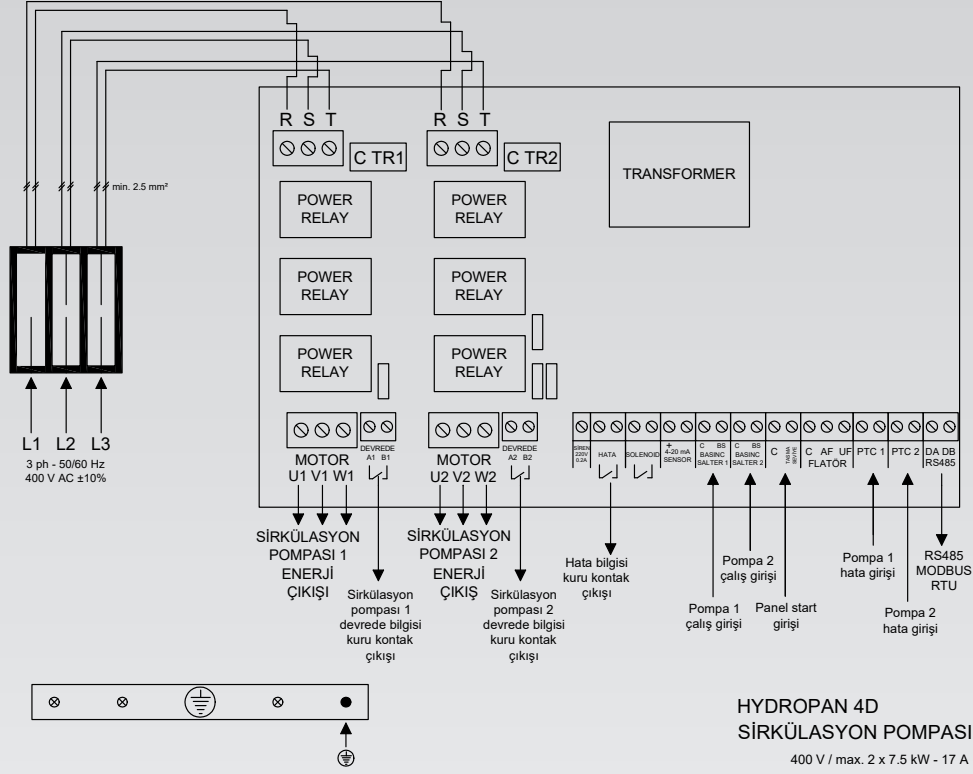 R S T
R S T
C TR1
C TR2
TRANSFORMER
POWER
RELAY
POWER
RELAY
min. 2.5 mm²
POWER
RELAY
POWER
RELAY
POWER
RELAY
POWER
RELAY
L1 L2 L3
3 ph - 50/60 Hz
400 V AC ±10%
MOTOR
U1 V1 W1
DEVREDE
A1 B1
MOTOR
U2 V2 W2
DEVREDE
A2 B2
SİREN
220V
0.2A
HATA
SOLENOID
+
4-20 mA
SENSOR
C BS
BASINC
SALTER 1
C BS
BASINC
SALTER 2
C
TASMA
SEVIYE
C AF UF
FLATÖR
PTC 1
PTC 2
DA DB
RS485
SİRKÜLASYON
POMPASI 1
ENERJİ
ÇIKIŞI
Sirkülasyon
pompası 1
devrede bilgisi
kuru kontak
çıkışı
SİRKÜLASYON
POMPASI 2
ENERJİ
ÇIKIŞ
Sirkülasyon
pompası 2
devrede bilgisi
kuru kontak
çıkışı
Hata bilgisi
kuru kontak
çıkışı
Pompa 1
çalış girişi
Pompa 2
çalış girişi
Panel start
girişi
Pompa 1
hata girişi
Pompa 2
hata girişi
RS485
MODBUS
RTU
HYDROPAN 4D
SİRKÜLASYON POMPASI
400 V / max. 2 x 7.5 kW - 17 A